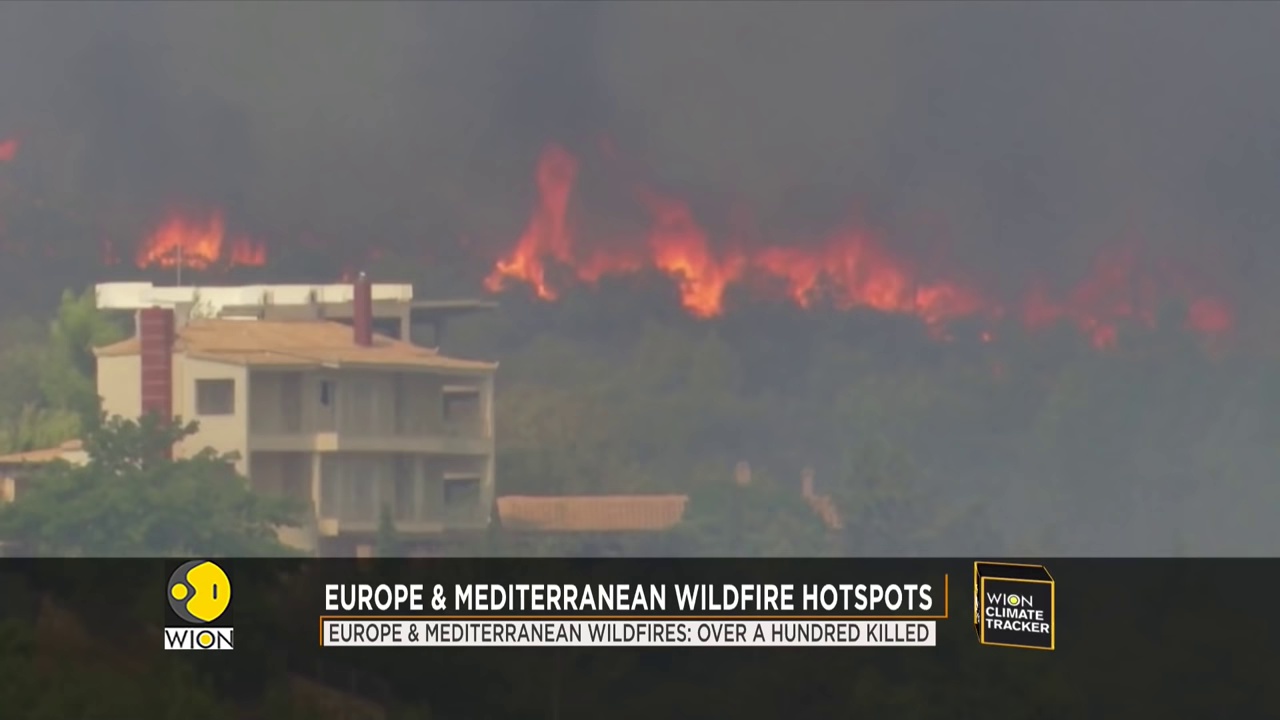 EUROPE & MEDITERRANEAN WILDFIRE HOTSPOTS
EUROPE & MEDITERRANEAN WILDFIRES: OVER A HUNDRED KILLED
WION
WION
CLIMATE
TRACKER